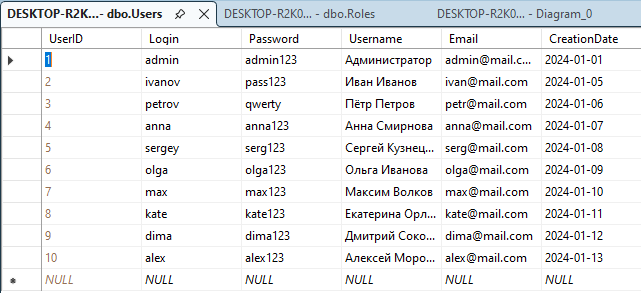 DESKTOP-R2K...- dbo.Users DESKTOP-R2K0... - dbo.Roles DESKTOP-R2K0... - Diagram_0
UserID Login Password Username Email CreationDate
1 admin admin123 Администратор admin@mail.c... 2024-01-01
2 ivanov pass123 Иван Иванов ivan@mail.com 2024-01-05
3 petrov qwerty Пётр Петров petr@mail.com 2024-01-06
4 anna anna123 Анна Смирнова anna@mail.com 2024-01-07
5 sergey serg123 Сергей Кузнец... serg@mail.com 2024-01-08
6 olga olga123 Ольга Иванова olga@mail.com 2024-01-09
7 max max123 Максим Волков max@mail.com 2024-01-10
8 kate kate123 Екатерина Орл... kate@mail.com 2024-01-11
9 dima dima123 Дмитрий Соко... dima@mail.com 2024-01-12
10 alex alex123 Алексей Моро... alex@mail.com 2024-01-13
NULL NULL NULL NULL NULL NULL